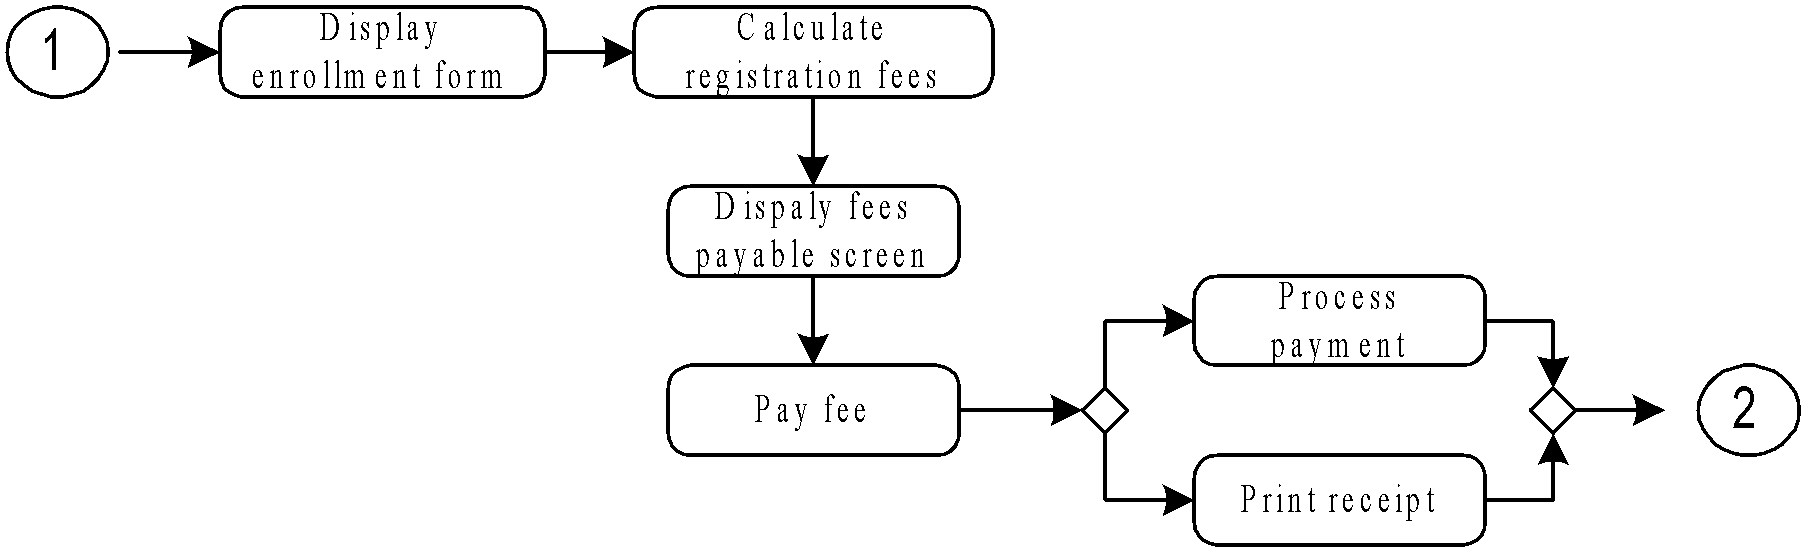 1
Display
enrollment form
Calculate
registration fees
Dispaly fees
payable screen
Pay fee
Process
payment
Print receipt
2